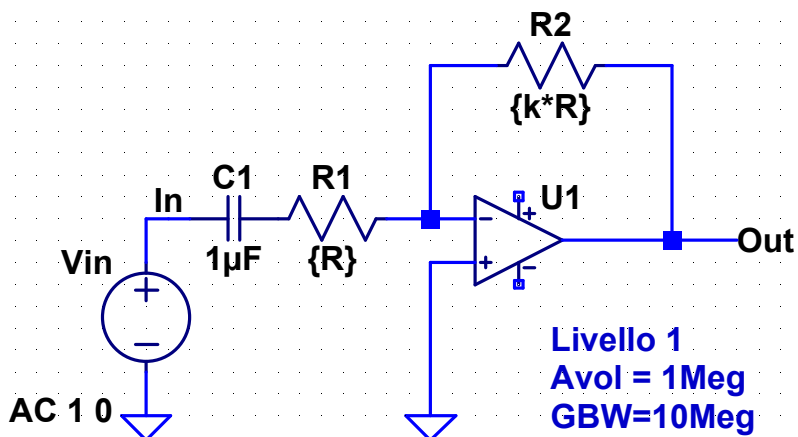 R2
{k*R}
C1
R1
U1
In
1µF
{R}
Out
Vin
Livello 1
Avol = 1Meg
AC 1 0
GBW=10Meg